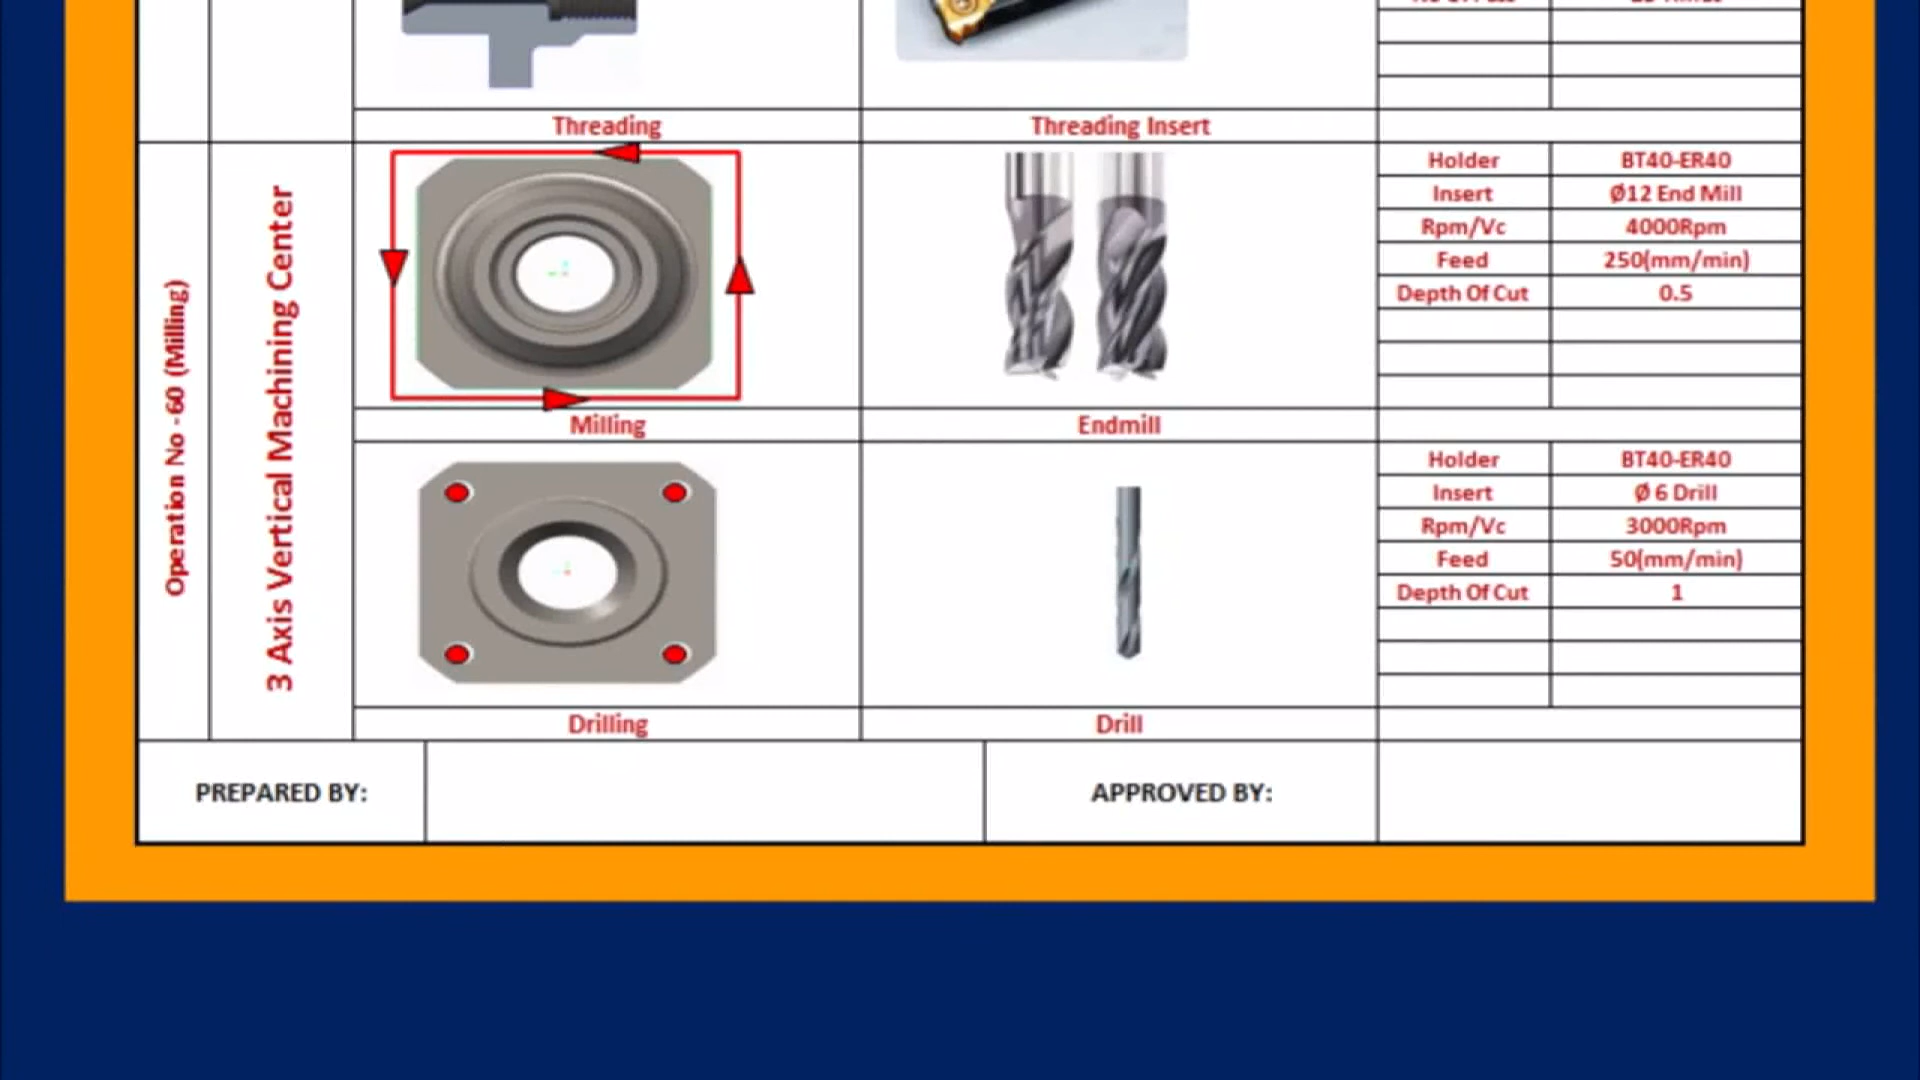 Threading
Threading Insert
Operation No - 60 (Milling)
3 Axis Vertical Machining Center
Holder BT40-ER40
Insert Ø12 End Mill
Rpm/Vc 4000Rpm
Feed 250(mm/min)
Depth Of Cut 0.5
Milling
Endmill
Holder BT40-ER40
Insert Ø 6 Drill
Rpm/Vc 3000Rpm
Feed 50(mm/min)
Depth Of Cut 1
Drilling
Drill
PREPARED BY:
APPROVED BY: